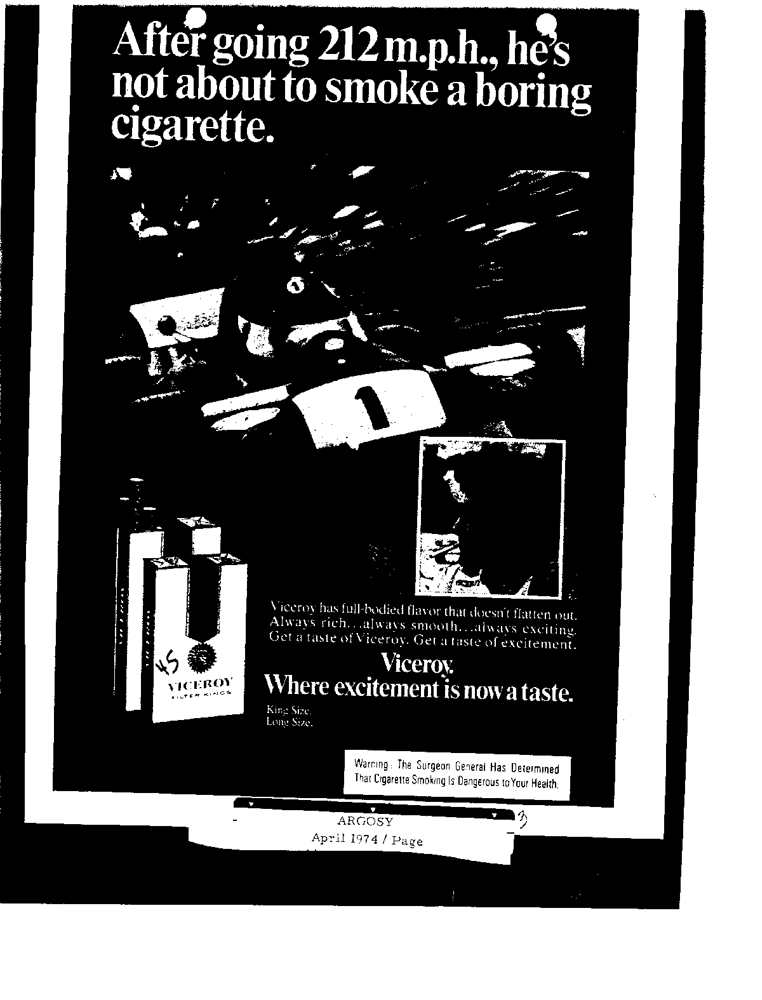 After going 212 m.p.h., he's
not about to smoke a boring
cigarette.
1
1
Viceroy has full-bodied flavor that doesn't flatten out.
Always rich...always smooth...always exciting.
Get a taste of Viceroy. Get a taste of excitement.
Viceroy.
Where excitement is now a taste.
King Size.
Long Size.
45
VICEROY
FILTER KINGS
Warning: The Surgeon General Has Determined
That Cigarette Smoking Is Dangerous to Your Health.
ARGOSY
April 1974 / Page
3